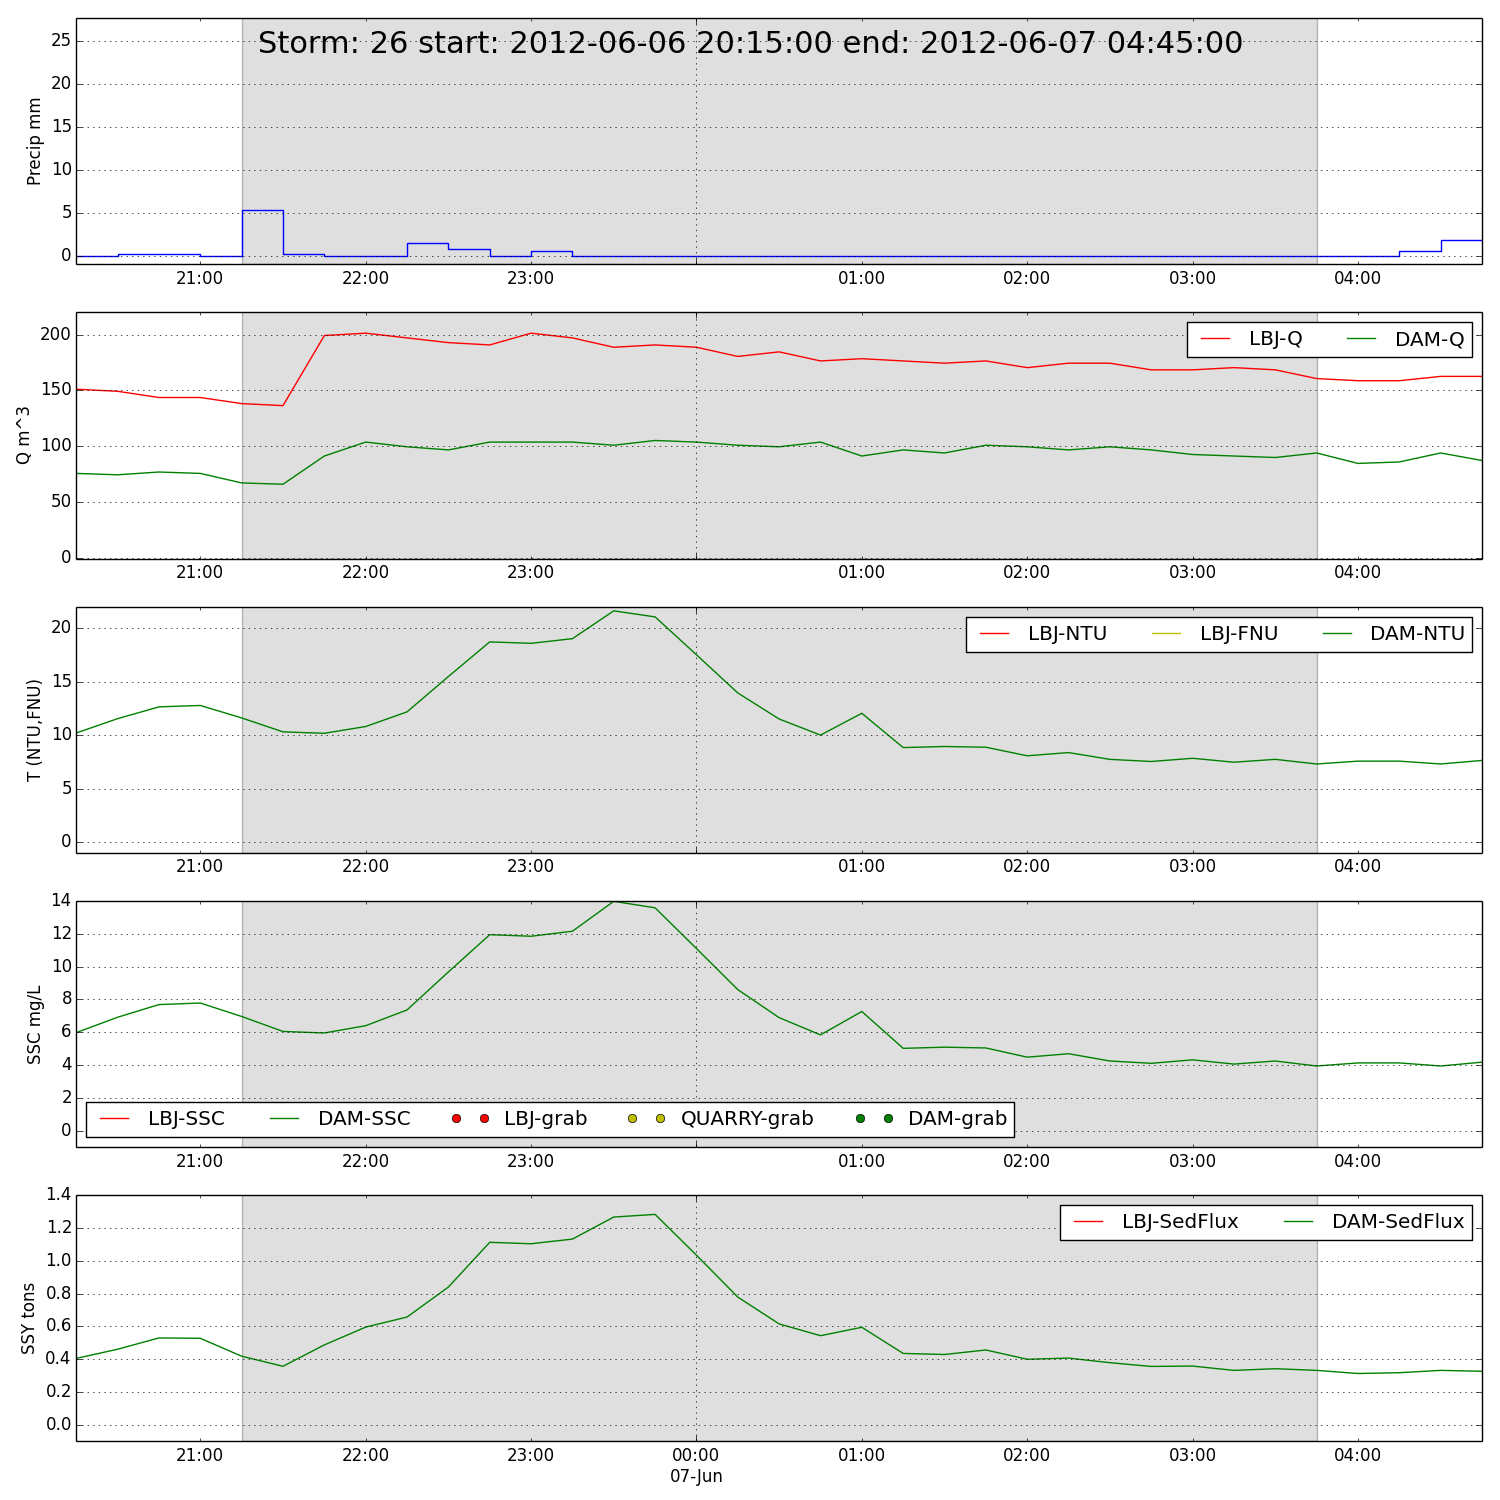 Storm: 26 start: 2012-06-06 20:15:00 end: 2012-06-07 04:45:00
Precip mm
25
20
15
10
5
0
21:00 22:00 23:00 01:00 02:00 03:00 04:00
Q m^3
200
150
100
50
0
LBJ-Q DAM-Q
21:00 22:00 23:00 01:00 02:00 03:00 04:00
T (NTU,FNU)
20
15
10
5
0
LBJ-NTU LBJ-FNU DAM-NTU
21:00 22:00 23:00 01:00 02:00 03:00 04:00
SSC mg/L
14
12
10
8
6
4
2
0
LBJ-SSC DAM-SSC LBJ-grab QUARRY-grab DAM-grab
21:00 22:00 23:00 01:00 02:00 03:00 04:00
SSY tons
1.4
1.2
1.0
0.8
0.6
0.4
0.2
0.0
LBJ-SedFlux DAM-SedFlux
21:00 22:00 23:00 00:00 01:00 02:00 03:00 04:00
07-Jun